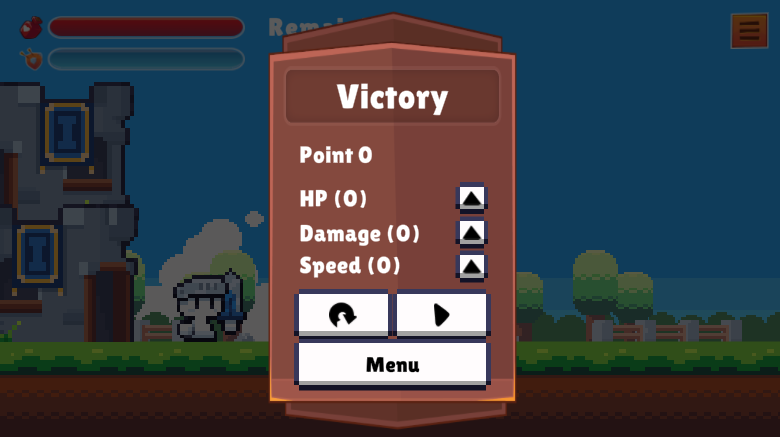 Victory
Point 0
HP (0)
Damage (0)
Speed (0)
Menu